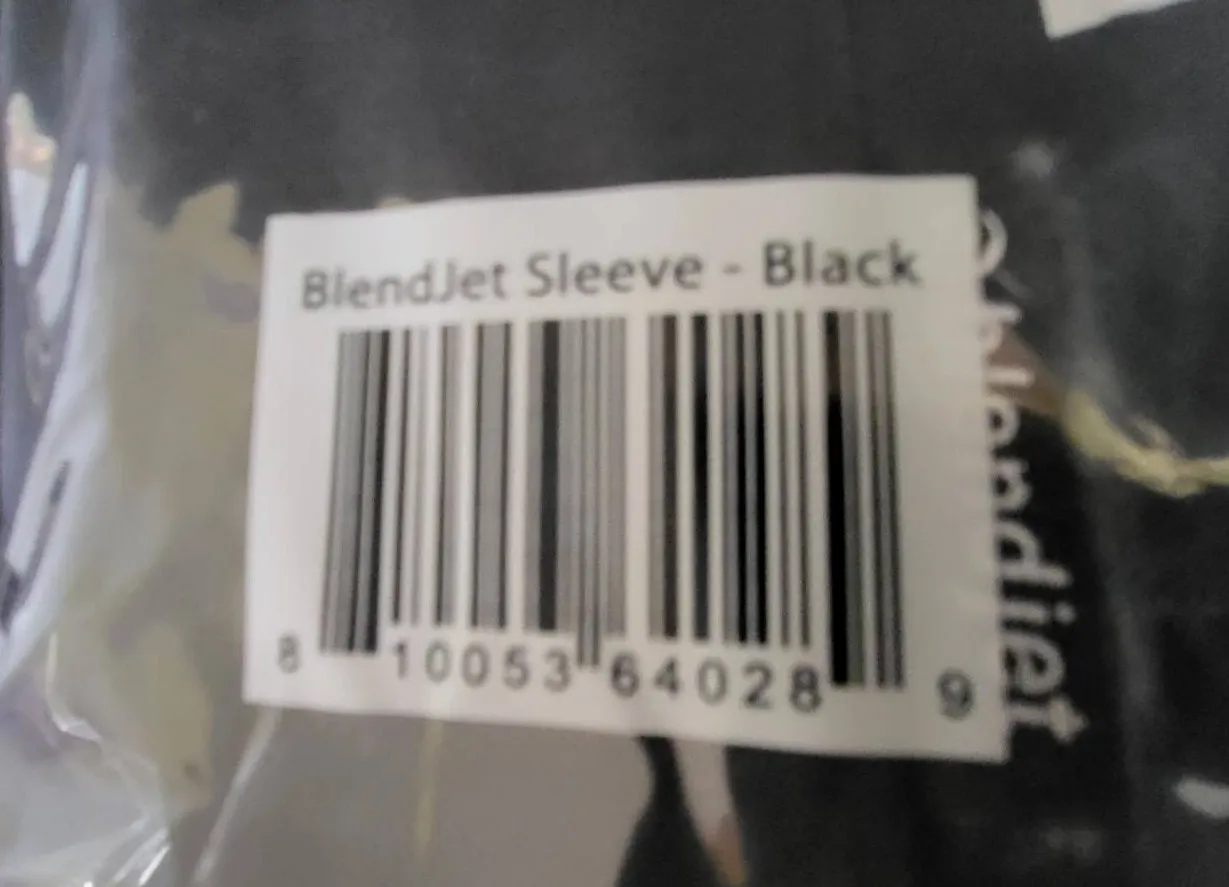 BlendJet Sleeve - Black
8 10053 64028 9
blendjet